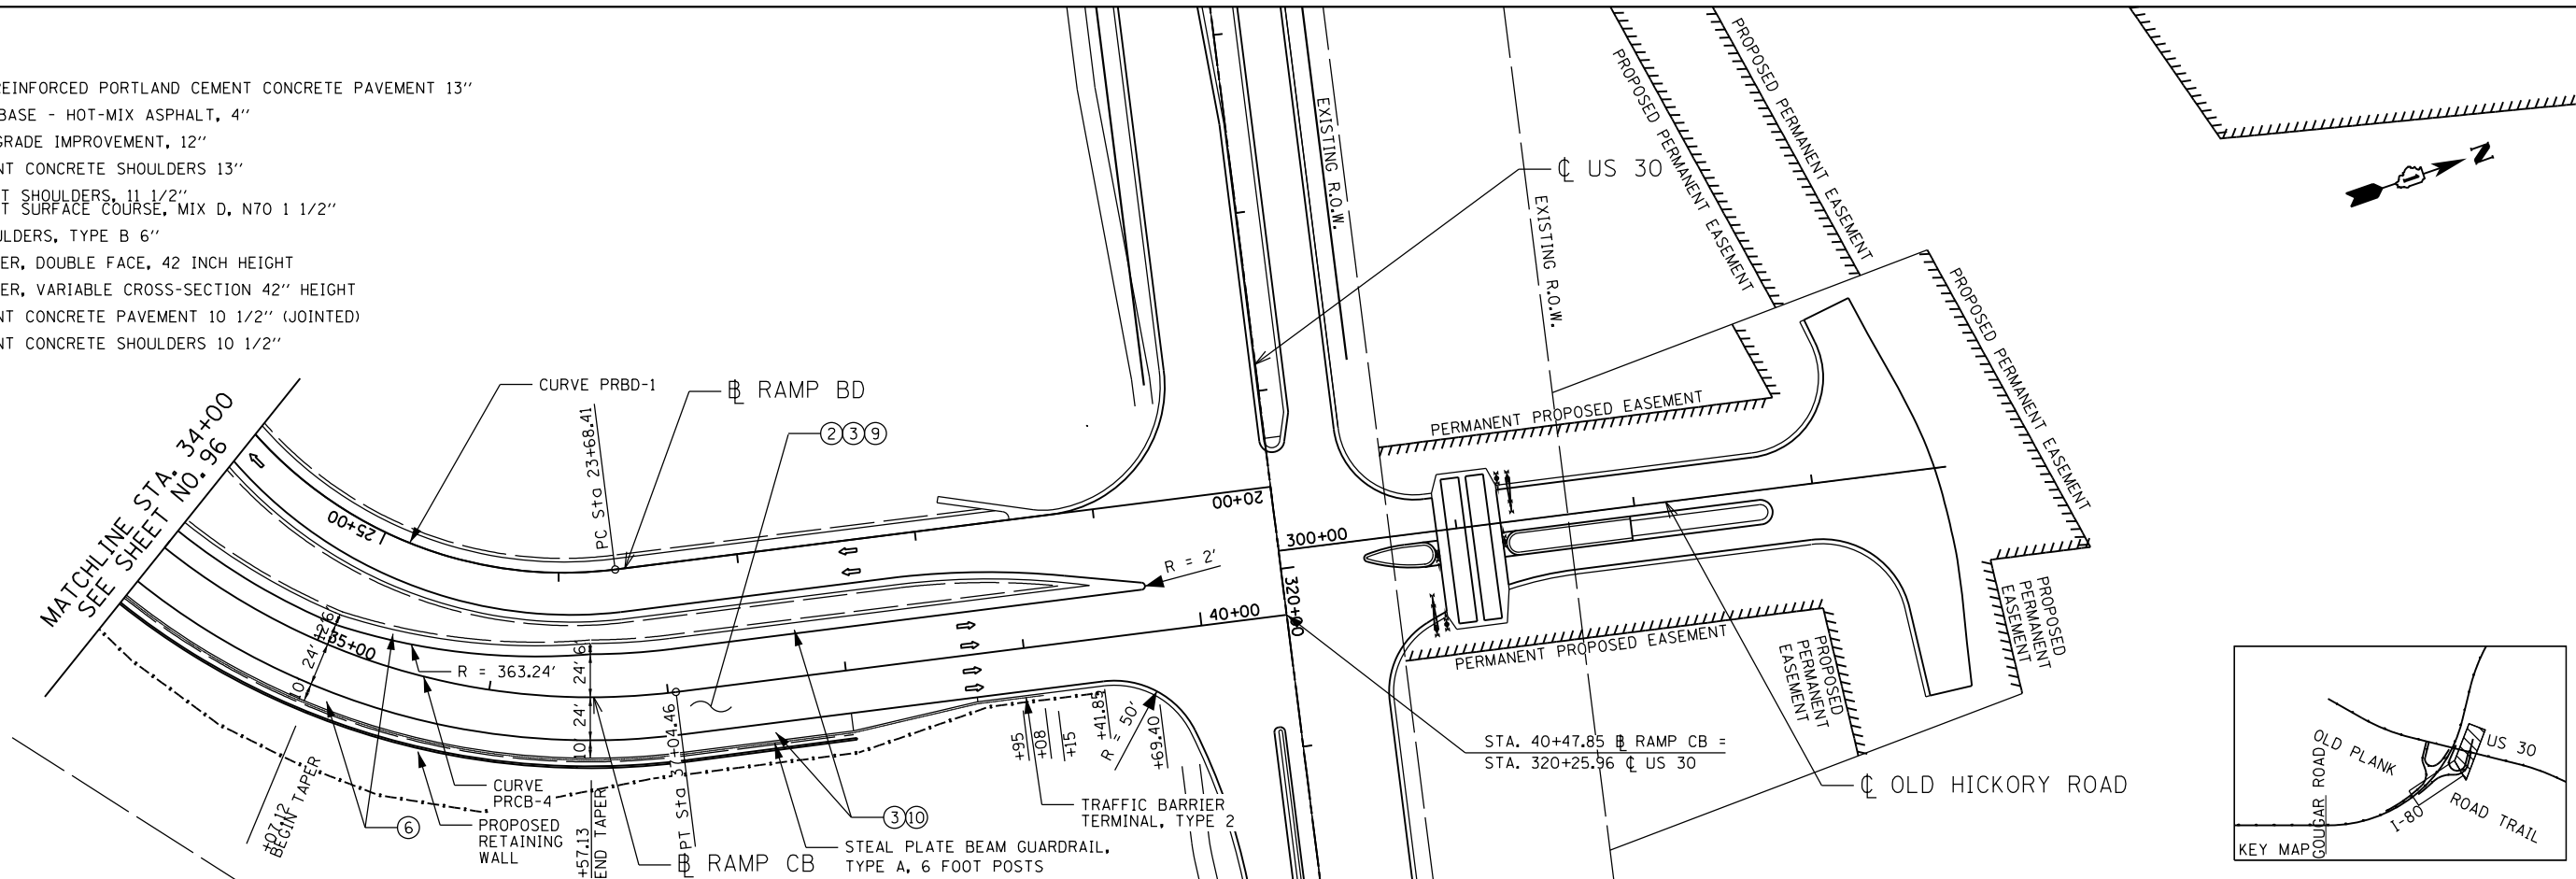 REINFORCED PORTLAND CEMENT CONCRETE PAVEMENT 13"
BASE - HOT-MIX ASPHALT, 4"
GRADE IMPROVEMENT, 12"
NT CONCRETE SHOULDERS 13"
T SHOULDERS, 11 1/2"
T SURFACE COURSE, MIX D, N70 1 1/2"
ULDERS, TYPE B 6"
ER, DOUBLE FACE, 42 INCH HEIGHT
ER, VARIABLE CROSS-SECTION 42" HEIGHT
NT CONCRETE PAVEMENT 10 1/2" (JOINTED)
NT CONCRETE SHOULDERS 10 1/2"
MATCHLINE STA. 34+00
SEE SHEET NO. 96
CURVE PRBD-1
PC Sta 23+68.41
℄ RAMP BD
2 3 9
25+00
20+00
300+00
320+00
40+00
35+00
R = 2'
R = 363.24'
26'
24'
10'
6'
24'
24'
10'
+07.12
BEGIN TAPER
6
CURVE
PRCB-4
PROPOSED
RETAINING
WALL
+57.13
END TAPER
PT Sta 37+04.46
℄ RAMP CB
3 10
STEAL PLATE BEAM GUARDRAIL,
TYPE A, 6 FOOT POSTS
+95
+08
+15
+41.85
R = 50'
+69.40
TRAFFIC BARRIER
TERMINAL, TYPE 2
℄ US 30
EXISTING R.O.W.
EXISTING R.O.W.
PROPOSED PERMANENT EASEMENT
PROPOSED PERMANENT EASEMENT
PROPOSED PERMANENT EASEMENT
PERMANENT PROPOSED EASEMENT
PERMANENT PROPOSED EASEMENT
PROPOSED
PERMANENT
EASEMENT
PROPOSED
PERMANENT
EASEMENT
STA. 40+47.85 ℄ RAMP CB =
STA. 320+25.96 ℄ US 30
℄ OLD HICKORY ROAD
N
OLD PLANK
ROAD TRAIL
US 30
I-80
GOUGAR ROAD
KEY MAP